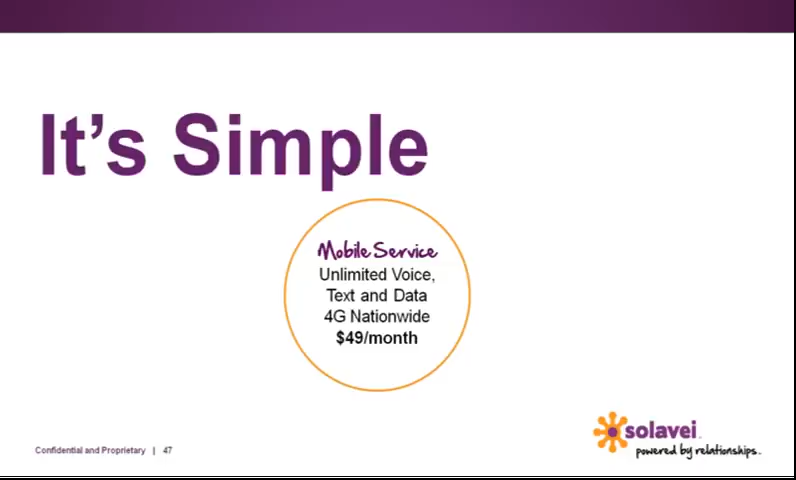 It's Simple
Mobile Service
Unlimited Voice,
Text and Data
4G Nationwide
$49/month
solavei
powered by relationships.
Confidential and Proprietary | 47